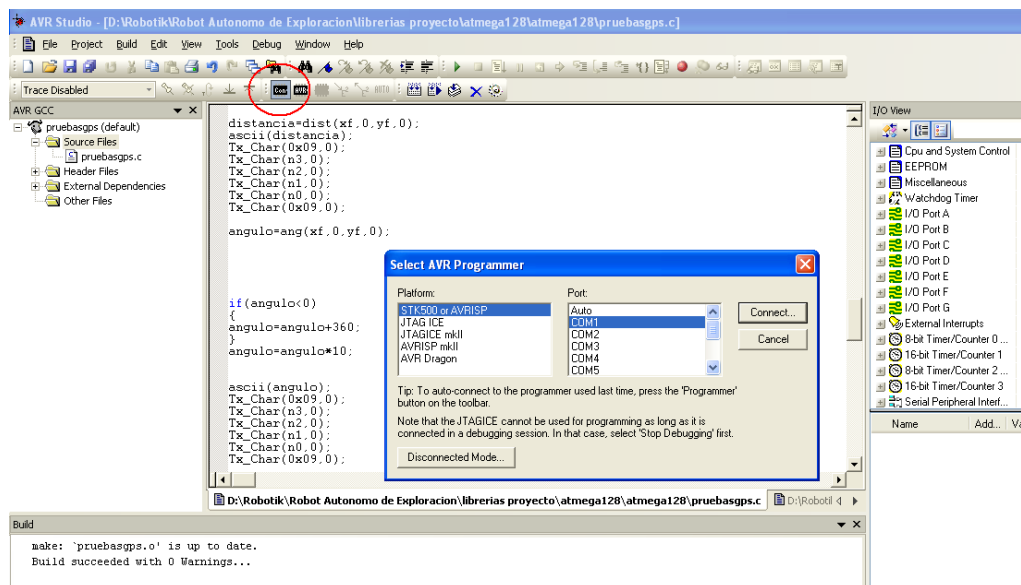 AVR Studio - [D:\Robotik\Robot Autonomo de Exploracion\librerias proyecto\atmega128\atmega128\pruebasgps.c]
File Project Build Edit View Tools Debug Window Help
Trace Disabled
Con
AVR
AUTO
AVR GCC
pruebasgps (default)
Source Files
pruebasgps.c
Header Files
External Dependencies
Other Files
distancia=dist(xf,0,yf,0);
ascii(distancia);
Tx_Char(0x09,0);
Tx_Char(n3,0);
Tx_Char(n2,0);
Tx_Char(n1,0);
Tx_Char(n0,0);
Tx_Char(0x09,0);
angulo=ang(xf,0,yf,0);
if(angulo<0)
{
angulo=angulo+360;
}
angulo=angulo*10;
ascii(angulo);
Tx_Char(0x09,0);
Tx_Char(n3,0);
Tx_Char(n2,0);
Tx_Char(n1,0);
Tx_Char(n0,0);
Tx_Char(0x09,0);
Select AVR Programmer
Platform:
STK500 or AVRISP
JTAG ICE
JTAGICE mkII
AVRISP mkII
AVR Dragon
Port:
Auto
COM1
COM2
COM3
COM4
COM5
Connect...
Cancel
Tip: To auto-connect to the programmer used last time, press the 'Programmer'
button on the toolbar.
Note that the JTAGICE cannot be used for programming as long as it is
connected in a debugging session. In that case, select 'Stop Debugging' first.
Disconnected Mode...
D:\Robotik\Robot Autonomo de Exploracion\librerias proyecto\atmega128\atmega128\pruebasgps.c
D:\Robotil
I/O View
Cpu and System Control
EEPROM
Miscellaneous
Watchdog Timer
I/O Port A
I/O Port B
I/O Port C
I/O Port D
I/O Port E
I/O Port F
I/O Port G
External Interrupts
8-bit Timer/Counter 0 ...
16-bit Timer/Counter 1
8-bit Timer/Counter 2 ...
16-bit Timer/Counter 3
Serial Peripheral Interf...
Name Add... Va
Build
make: `pruebasgps.o' is up to date.
Build succeeded with 0 Warnings...